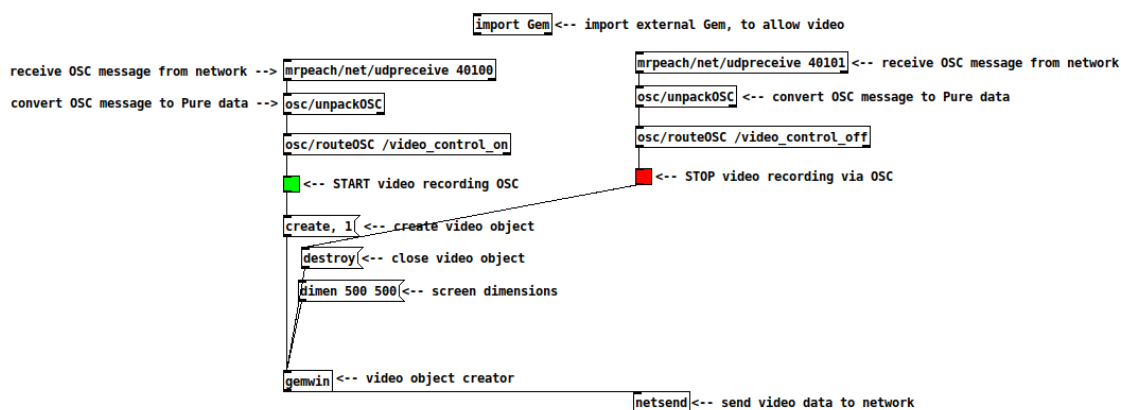 import Gem <-- import external Gem, to allow video
receive OSC message from network --> mrpeach/net/udpreceive 40100
mrpeach/net/udpreceive 40101 <-- receive OSC message from network
convert OSC message to Pure data --> osc/unpackOSC
osc/unpackOSC <-- convert OSC message to Pure data
osc/routeOSC /video_control_on
osc/routeOSC /video_control_off
<-- START video recording OSC
<-- STOP video recording via OSC
create, 1 <-- create video object
destroy <-- close video object
dimen 500 500 <-- screen dimensions
gemwin <-- video object creator
netsend <-- send video data to network